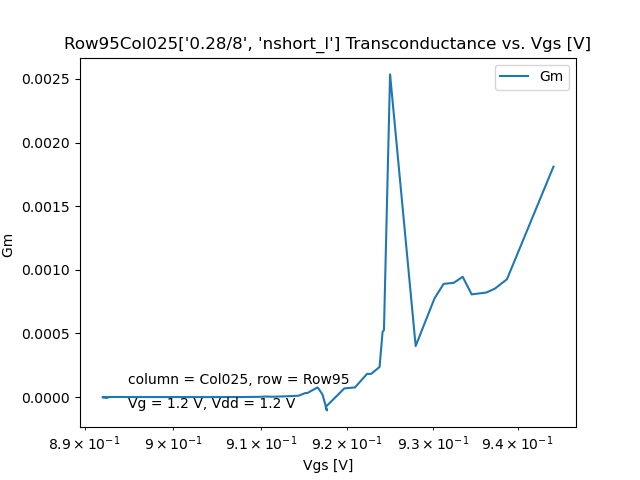 Row95Col025['0.28/8', 'nshort_l'] Transconductance vs. Vgs [V]
Gm
0.0025
0.0020
0.0015
0.0010
0.0005
0.0000
Gm
column = Col025, row = Row95
Vg = 1.2 V, Vdd = 1.2 V
8.9 × 10⁻¹ 9 × 10⁻¹ 9.1 × 10⁻¹ 9.2 × 10⁻¹ 9.3 × 10⁻¹ 9.4 × 10⁻¹
Vgs [V]